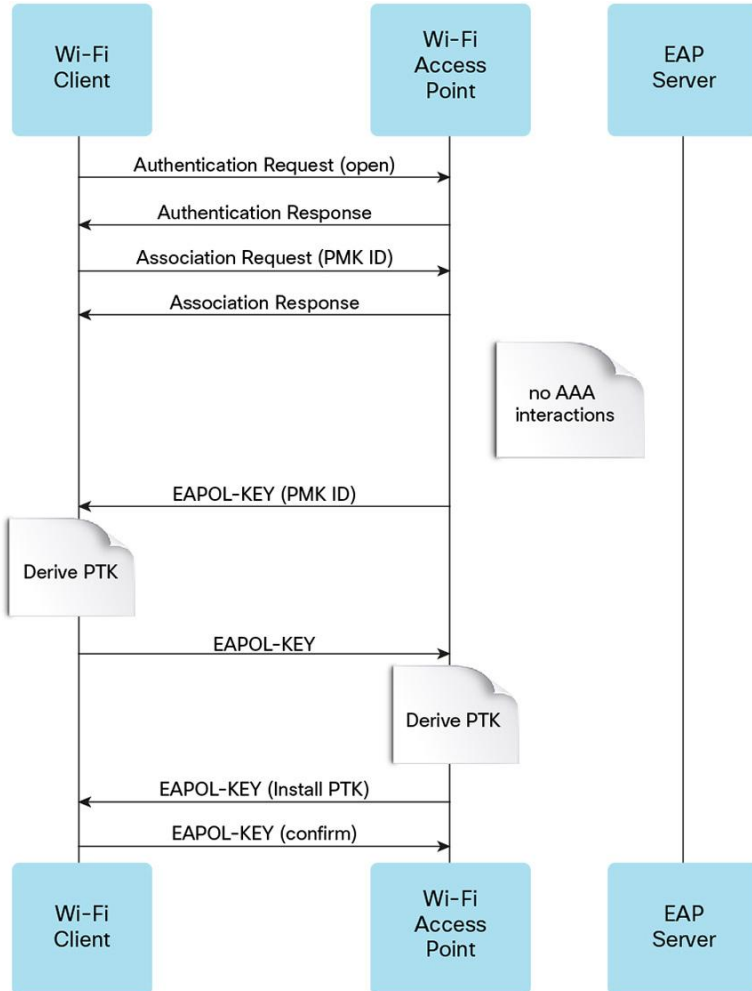 Wi-Fi
Client
Wi-Fi
Access
Point
EAP
Server
Authentication Request (open)
Authentication Response
Association Request (PMK ID)
Association Response
no AAA
interactions
EAPOL-KEY (PMK ID)
Derive PTK
EAPOL-KEY
Derive PTK
EAPOL-KEY (Install PTK)
EAPOL-KEY (confirm)
Wi-Fi
Client
Wi-Fi
Access
Point
EAP
Server